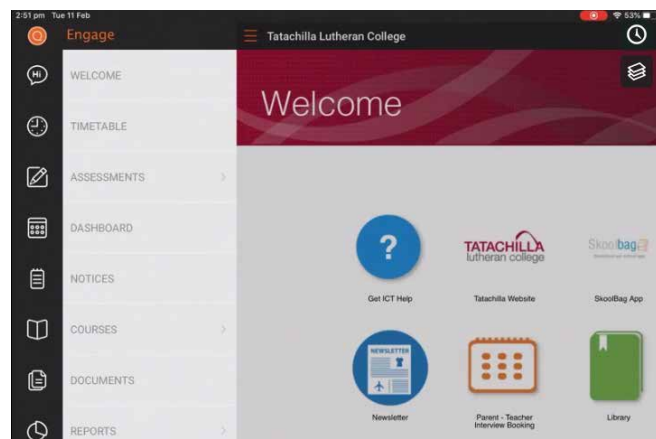 2:51 pm Tue 11 Feb
53%
Engage
Tatachilla Lutheran College
Hi
WELCOME
TIMETABLE
ASSESSMENTS
DASHBOARD
NOTICES
COURSES
DOCUMENTS
REPORTS
Welcome
?
TATACHILLA
lutheran college
Skoolbag
Get ICT Help
Tatachilla Website
SkoolBag App
NEWSLETTER
Newsletter
Parent - Teacher
Interview Booking
Library